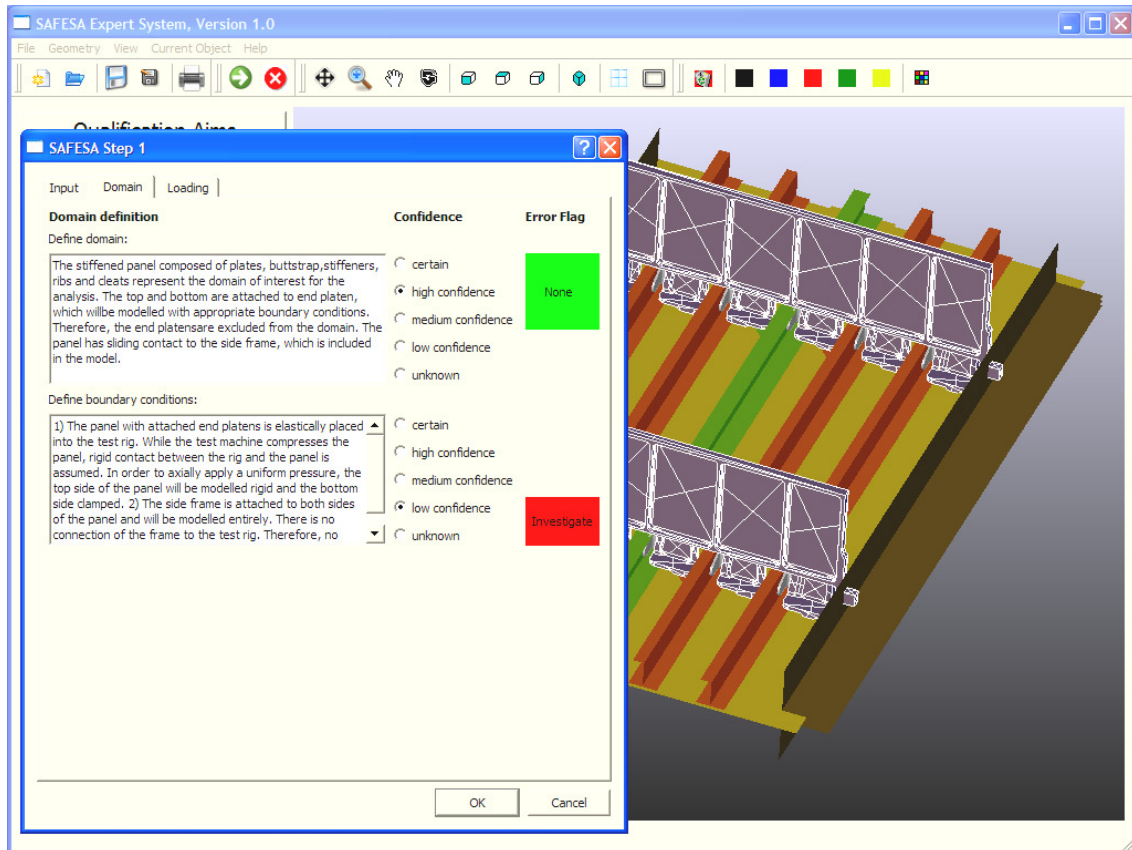 SAFESA Expert System, Version 1.0
File Geometry View Current Object Help
Qualification Aims
SAFESA Step 1
Input Domain Loading
Domain definition Confidence Error Flag
Define domain:
The stiffened panel composed of plates, buttstrap,stiffeners,
ribs and cleats represent the domain of interest for the
analysis. The top and bottom are attached to end platen,
which willbe modelled with appropriate boundary conditions.
Therefore, the end platensare excluded from the domain. The
panel has sliding contact to the side frame, which is included
in the model.
certain
high confidence
medium confidence
low confidence
unknown
None
Define boundary conditions:
1) The panel with attached end platens is elastically placed
into the test rig. While the test machine compresses the
panel, rigid contact between the rig and the panel is
assumed. In order to axially apply a uniform pressure, the
top side of the panel will be modelled rigid and the bottom
side clamped. 2) The side frame is attached to both sides
of the panel and will be modelled entirely. There is no
connection of the frame to the test rig. Therefore, no
certain
high confidence
medium confidence
low confidence
unknown
Investigate
OK Cancel